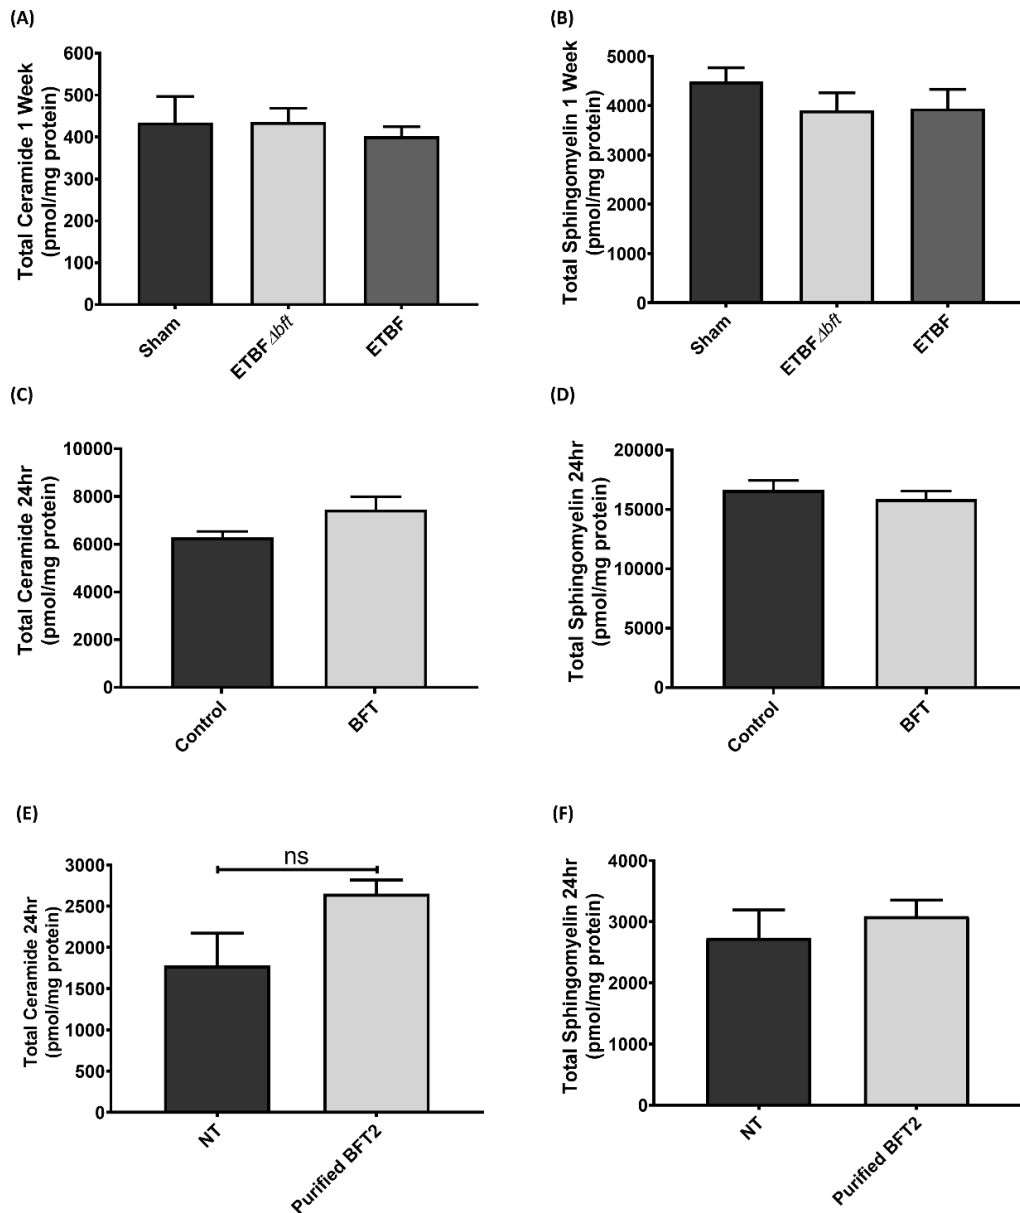 (A)
Total Ceramide 1 Week
(pmol/mg protein)
600
500
400
300
200
100
0
Sham
ETBFΔbft
ETBF
(B)
Total Sphingomyelin 1 Week
(pmol/mg protein)
5000
4000
3000
2000
1000
0
Sham
ETBFΔbft
ETBF
(C)
Total Ceramide 24hr
(pmol/mg protein)
10000
8000
6000
4000
2000
0
Control
BFT
(D)
Total Sphingomyelin 24hr
(pmol/mg protein)
20000
15000
10000
5000
0
Control
BFT
(E)
Total Ceramide 24hr
(pmol/mg protein)
3000
2500
2000
1500
1000
500
0
ns
NT
Purified BFT2
(F)
Total Sphingomyelin 24hr
(pmol/mg protein)
4000
3000
2000
1000
0
NT
Purified BFT2